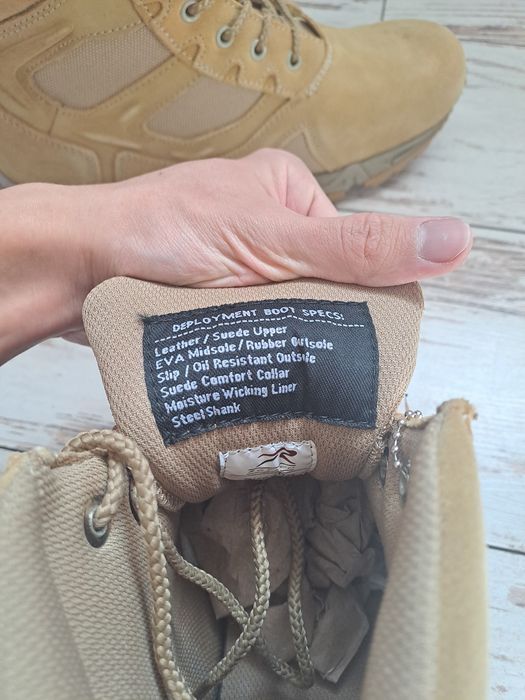 DEPLOYMENT BOOT SPECS:
Leather / Suede Upper
EVA Midsole / Rubber Outsole
Slip / Oil Resistant Outsole
Suede Comfort Collar
Moisture Wicking Liner
Steel Shank